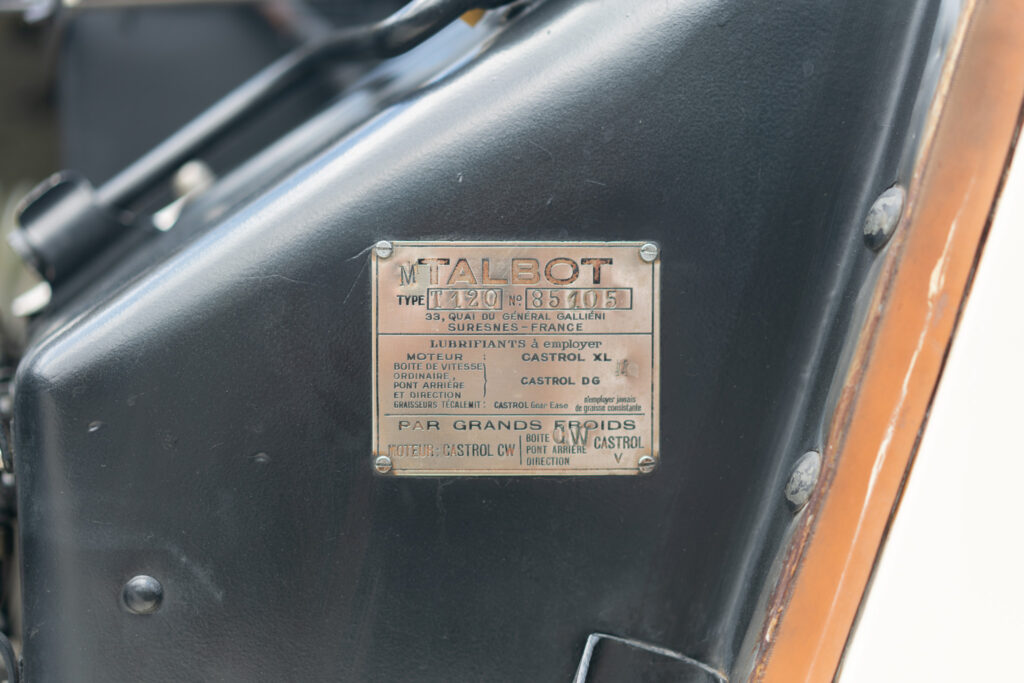 M TALBOT
TYPE T 120 No. 85105
33, QUAI DU GÉNÉRAL GALLIÉNI
SURESNES-FRANCE
LUBRIFIANTS à employer
MOTEUR : CASTROL XL
BOITE DE VITESSE
ORDINAIRE,
PONT ARRIÈRE
ET DIRECTION
CASTROL DG
GRAISSEURS TÉCALEMIT : CASTROL Gear Ease
n'employer jamais
de graisse consistante
PAR GRANDS FROIDS
MOTEUR: CASTROL CW
BOITE
PONT ARRIÈRE
DIRECTION
CW
CASTROL
V